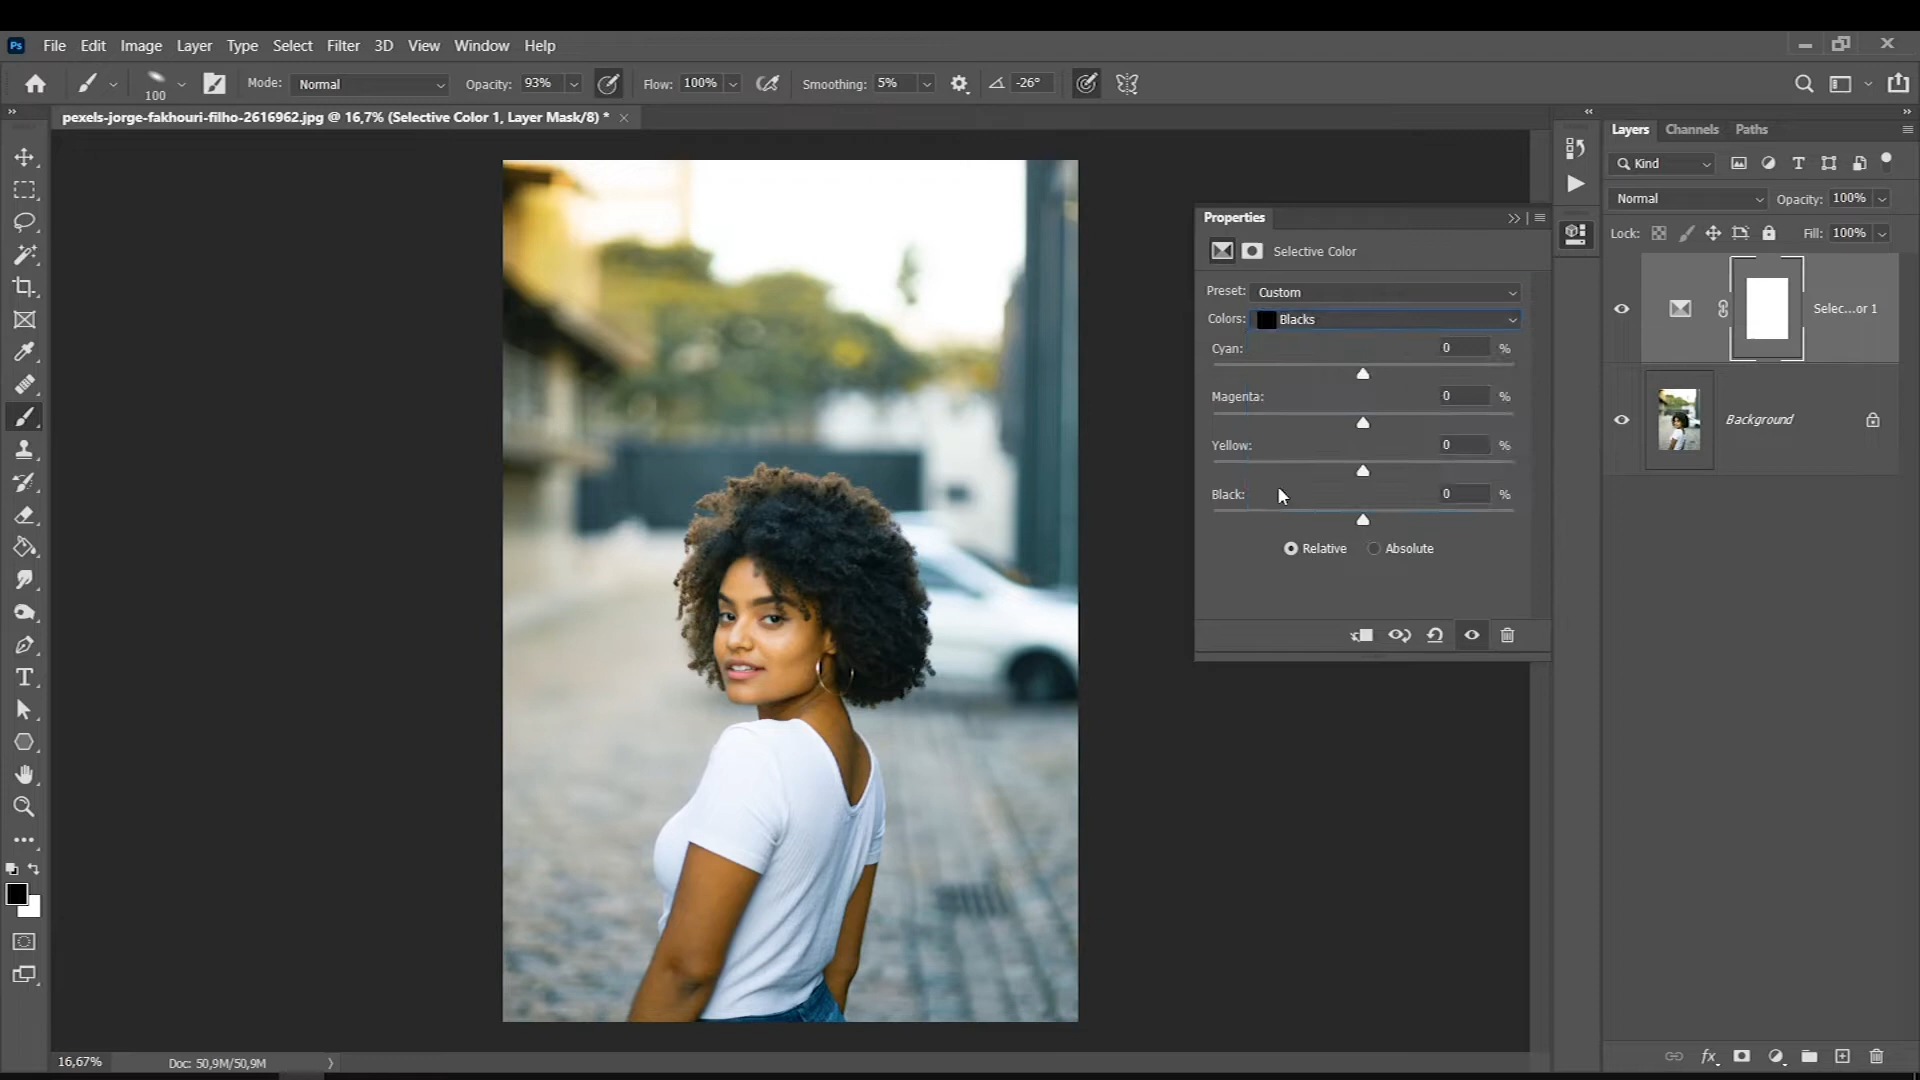 Ps File Edit Image Layer Type Select Filter 3D View Window Help
100 Mode: Normal Opacity: 93% Flow: 100% Smoothing: 5% -26°
pexels-jorge-fakhouri-filho-2616962.jpg @ 16,7% (Selective Color 1, Layer Mask/8) *
Layers Channels Paths
Kind
Normal Opacity: 100%
Lock: Fill: 100%
Selec...or 1
Background
Properties
Selective Color
Preset: Custom
Colors: Blacks
Cyan: 0 %
Magenta: 0 %
Yellow: 0 %
Black: 0 %
Relative Absolute
16,67% Doc: 50,9M/50,9M